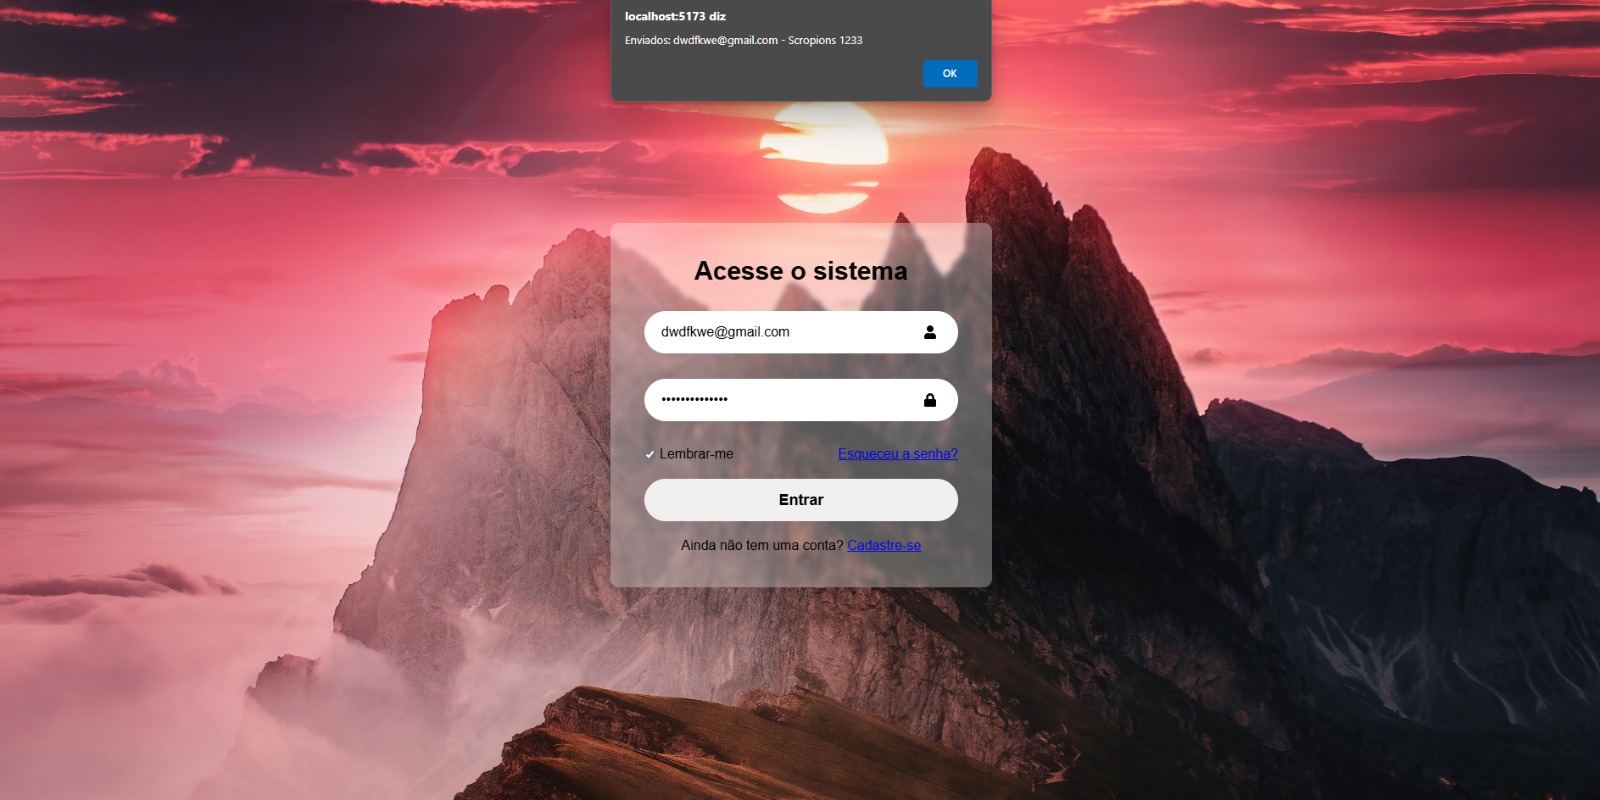 localhost:5173 diz
Enviados: dwdfkwe@gmail.com - Scropions 1233
OK
Acesse o sistema
dwdfkwe@gmail.com
••••••••••••••
Lembrar-me
Esqueceu a senha?
Entrar
Ainda não tem uma conta? Cadastre-se